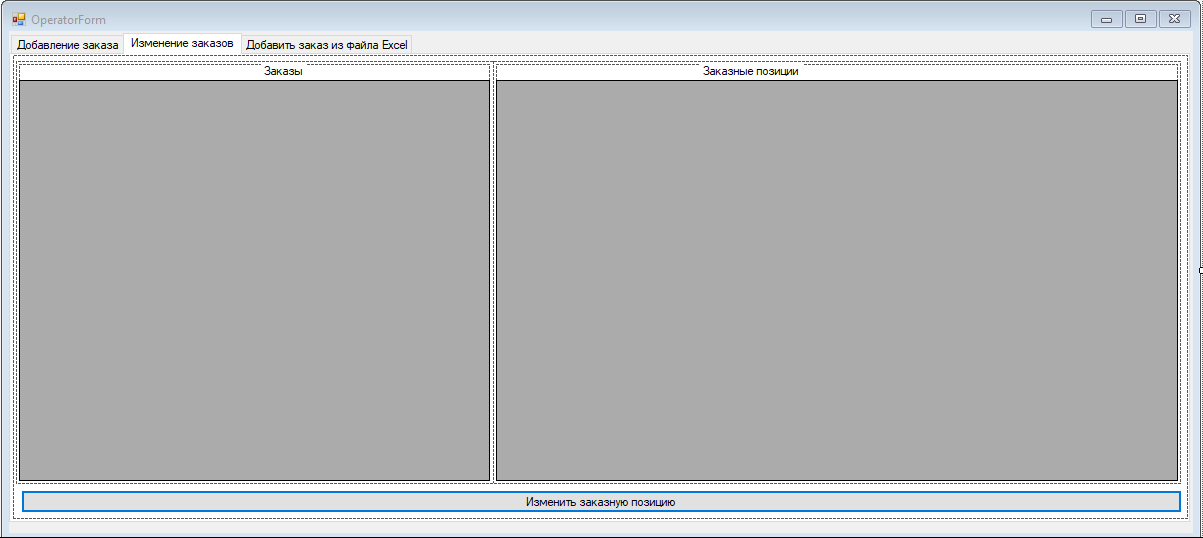 OperatorForm
Добавление заказа Изменение заказов Добавить заказ из файла Excel
Заказы Заказные позиции
Изменить заказную позицию